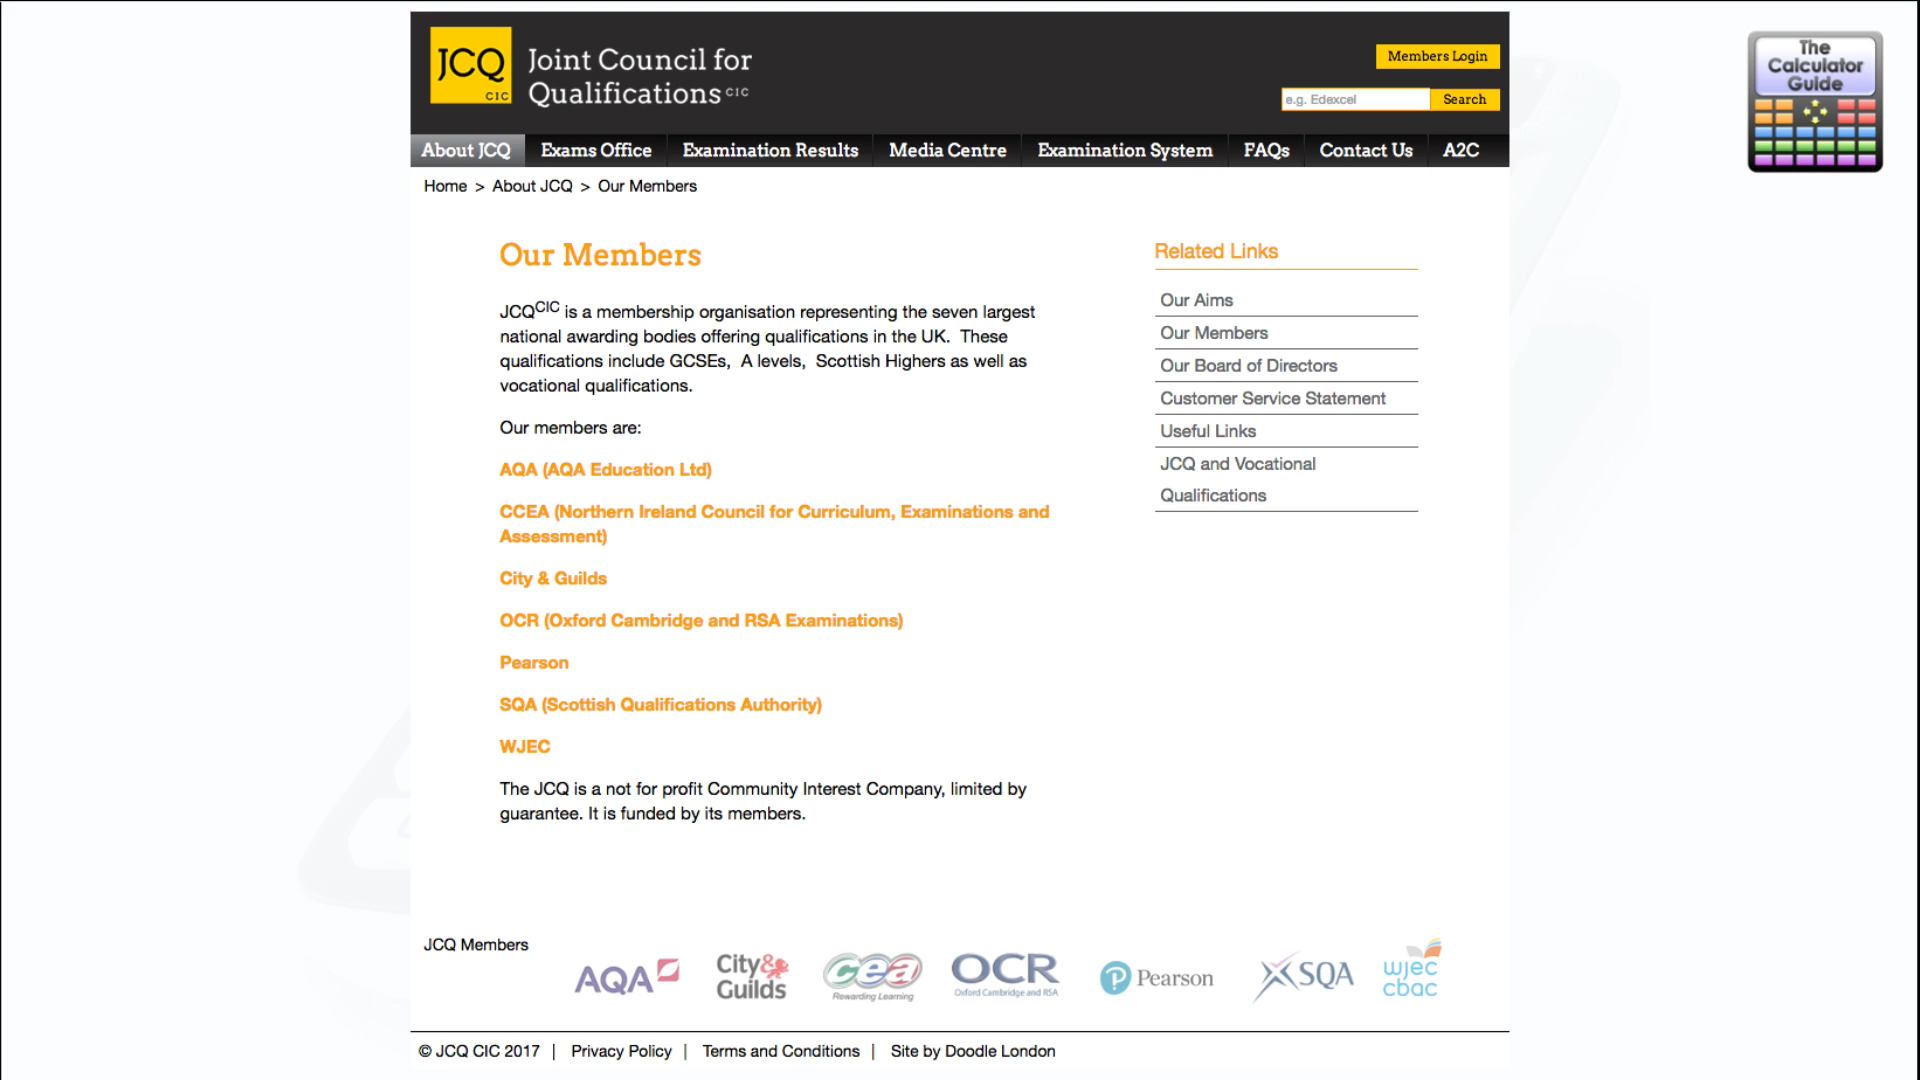 JCQ
CIC
Joint Council for
Qualifications CIC
Members Login
e.g. Edexcel
Search
The
Calculator
Guide
About JCQ
Exams Office
Examination Results
Media Centre
Examination System
FAQs
Contact Us
A2C
Home > About JCQ > Our Members
Our Members
JCQCIC is a membership organisation representing the seven largest
national awarding bodies offering qualifications in the UK. These
qualifications include GCSEs, A levels, Scottish Highers as well as
vocational qualifications.
Our members are:
AQA (AQA Education Ltd)
CCEA (Northern Ireland Council for Curriculum, Examinations and
Assessment)
City & Guilds
OCR (Oxford Cambridge and RSA Examinations)
Pearson
SQA (Scottish Qualifications Authority)
WJEC
The JCQ is a not for profit Community Interest Company, limited by
guarantee. It is funded by its members.
Related Links
Our Aims
Our Members
Our Board of Directors
Customer Service Statement
Useful Links
JCQ and Vocational
Qualifications
JCQ Members
AQA
City&
Guilds
cea
Rewarding Learning
OCR
Oxford Cambridge and RSA
P Pearson
SQA
wjec
cbac
© JCQ CIC 2017 | Privacy Policy | Terms and Conditions | Site by Doodle London